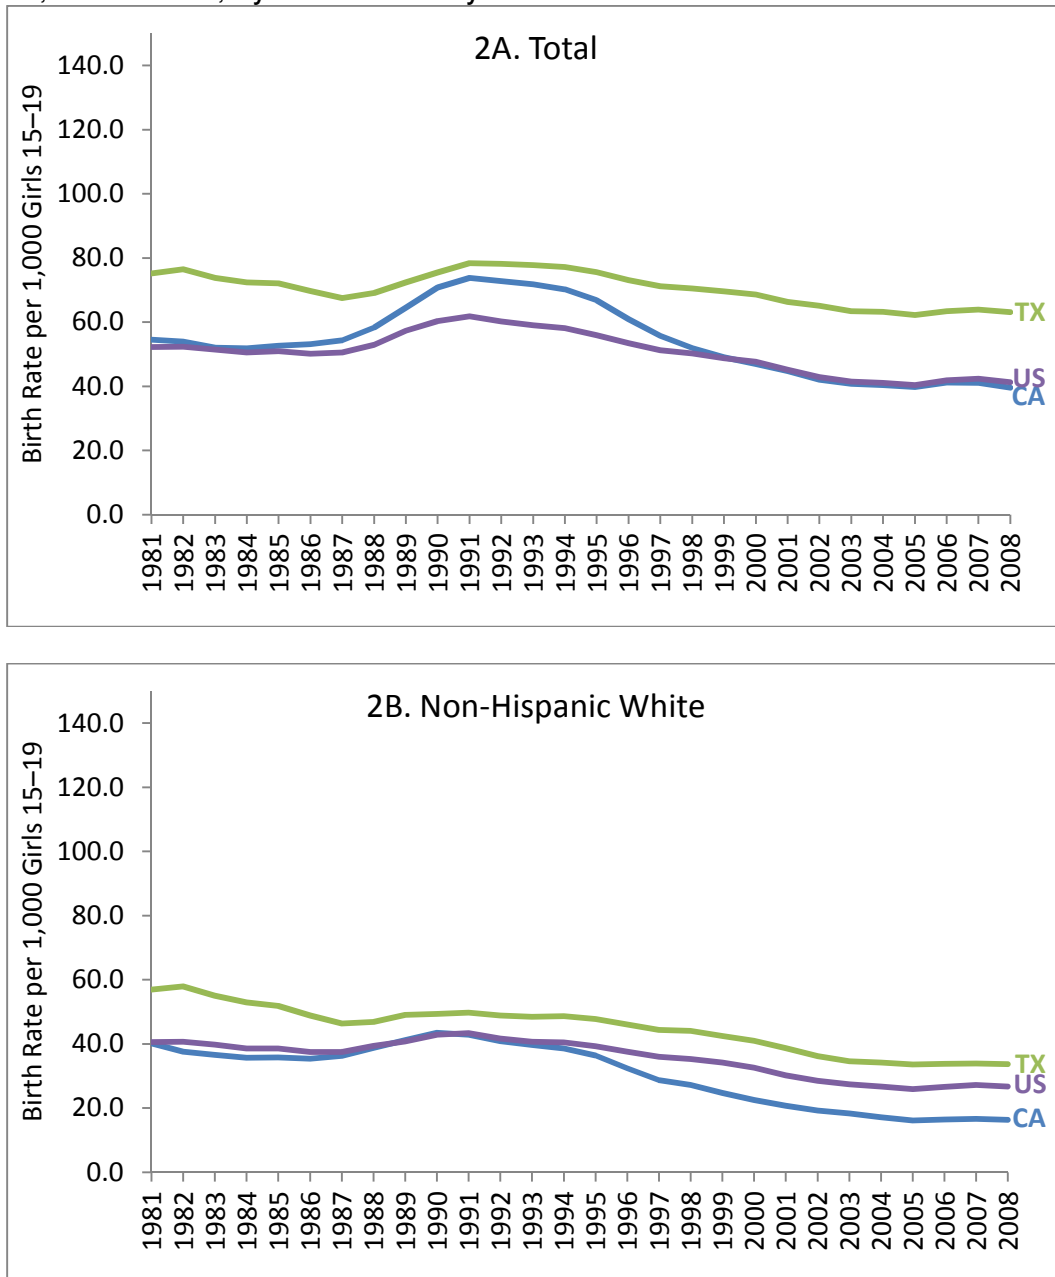 2A. Total
Birth Rate per 1,000 Girls 15–19
140.0
120.0
100.0
80.0
60.0
40.0
20.0
0.0
TX
US
CA
1981 1982 1983 1984 1985 1986 1987 1988 1989 1990 1991 1992 1993 1994 1995 1996 1997 1998 1999 2000 2001 2002 2003 2004 2005 2006 2007 2008
2B. Non-Hispanic White
Birth Rate per 1,000 Girls 15–19
140.0
120.0
100.0
80.0
60.0
40.0
20.0
0.0
TX
US
CA
1981 1982 1983 1984 1985 1986 1987 1988 1989 1990 1991 1992 1993 1994 1995 1996 1997 1998 1999 2000 2001 2002 2003 2004 2005 2006 2007 2008